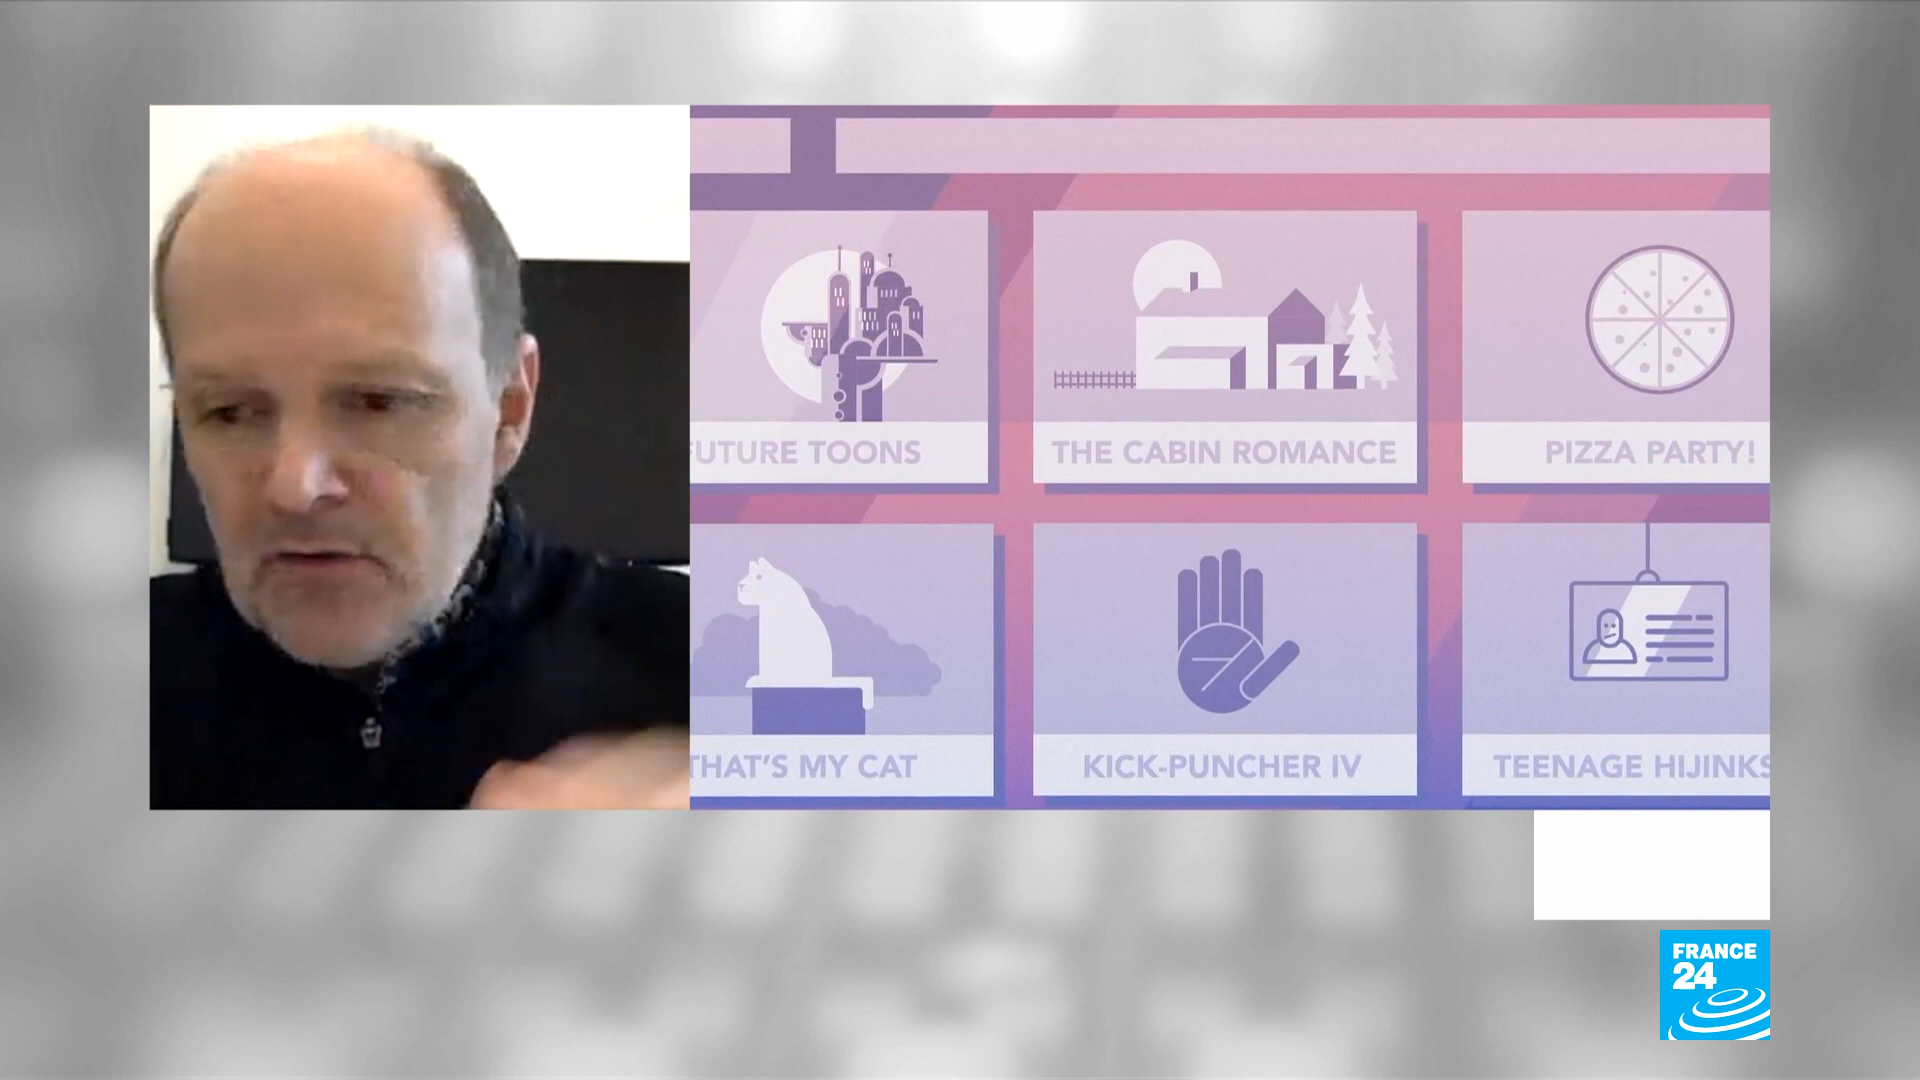 FUTURE TOONS
THE CABIN ROMANCE
PIZZA PARTY!
THAT'S MY CAT
KICK-PUNCHER IV
TEENAGE HIJINKS
FRANCE
24